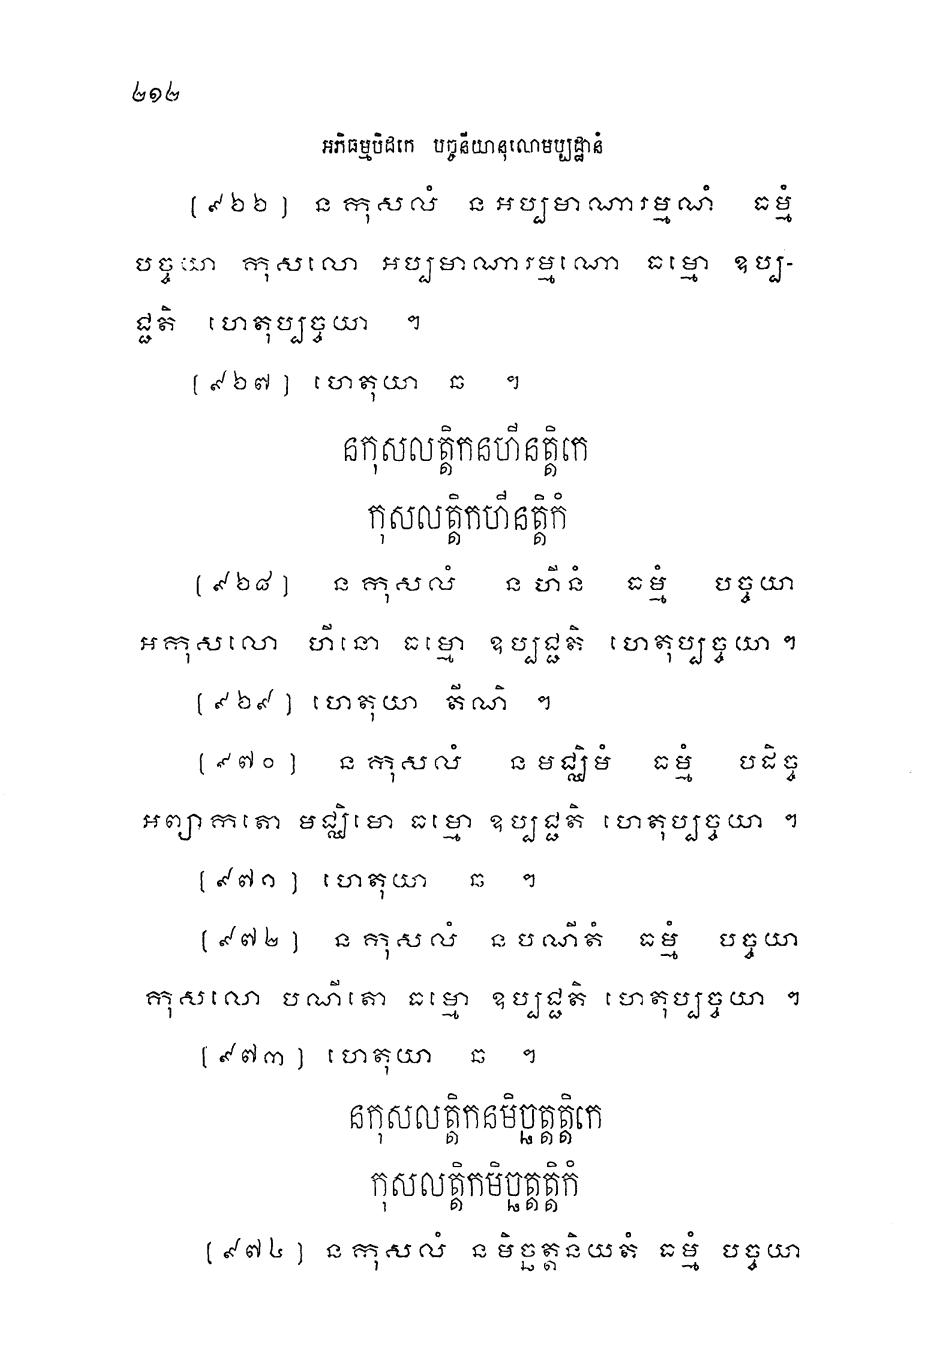 ២១២
អភិធម្មបិដកេ បច្ចនីយានុលោមប្បដ្ឋានំ
[៩៦៦] ន កុសលំ ន អប្បមាណារម្មណំ ធម្មំ
បច្ចយា កុសលោ អប្បមាណារម្មណោ ធម្មោ ឧប្ប-
ជ្ជតិ ហេតុប្បច្ចយា ។
[៩៦៧] ហេតុយា ឆ ។
នកុសលត្តិកនហីនត្តិកេ
កុសលត្តិកហីនត្តិកំ
[៩៦៨] ន កុសលំ ន ហីនំ ធម្មំ បច្ចយា
អកុសលោ ហីនោ ធម្មោ ឧប្បជ្ជតិ ហេតុប្បច្ចយា ។
[៩៦៩] ហេតុយា តីណិ ។
[៩៧០] ន កុសលំ ន មជ្ឈិមំ ធម្មំ បដិច្ច
អព្យាកតោ មជ្ឈិមោ ធម្មោ ឧប្បជ្ជតិ ហេតុប្បច្ចយា ។
[៩៧១] ហេតុយា ឆ ។
[៩៧២] ន កុសលំ ន បណីតំ ធម្មំ បច្ចយា
កុសលោ បណីតោ ធម្មោ ឧប្បជ្ជតិ ហេតុប្បច្ចយា ។
[៩៧៣] ហេតុយា ឆ ។
នកុសលត្តិកនមិច្ឆត្តត្តិកេ
កុសលត្តិកមិច្ឆត្តត្តិកំ
[៩៧៤] ន កុសលំ ន មិច្ឆត្តនិយតំ ធម្មំ បច្ចយា